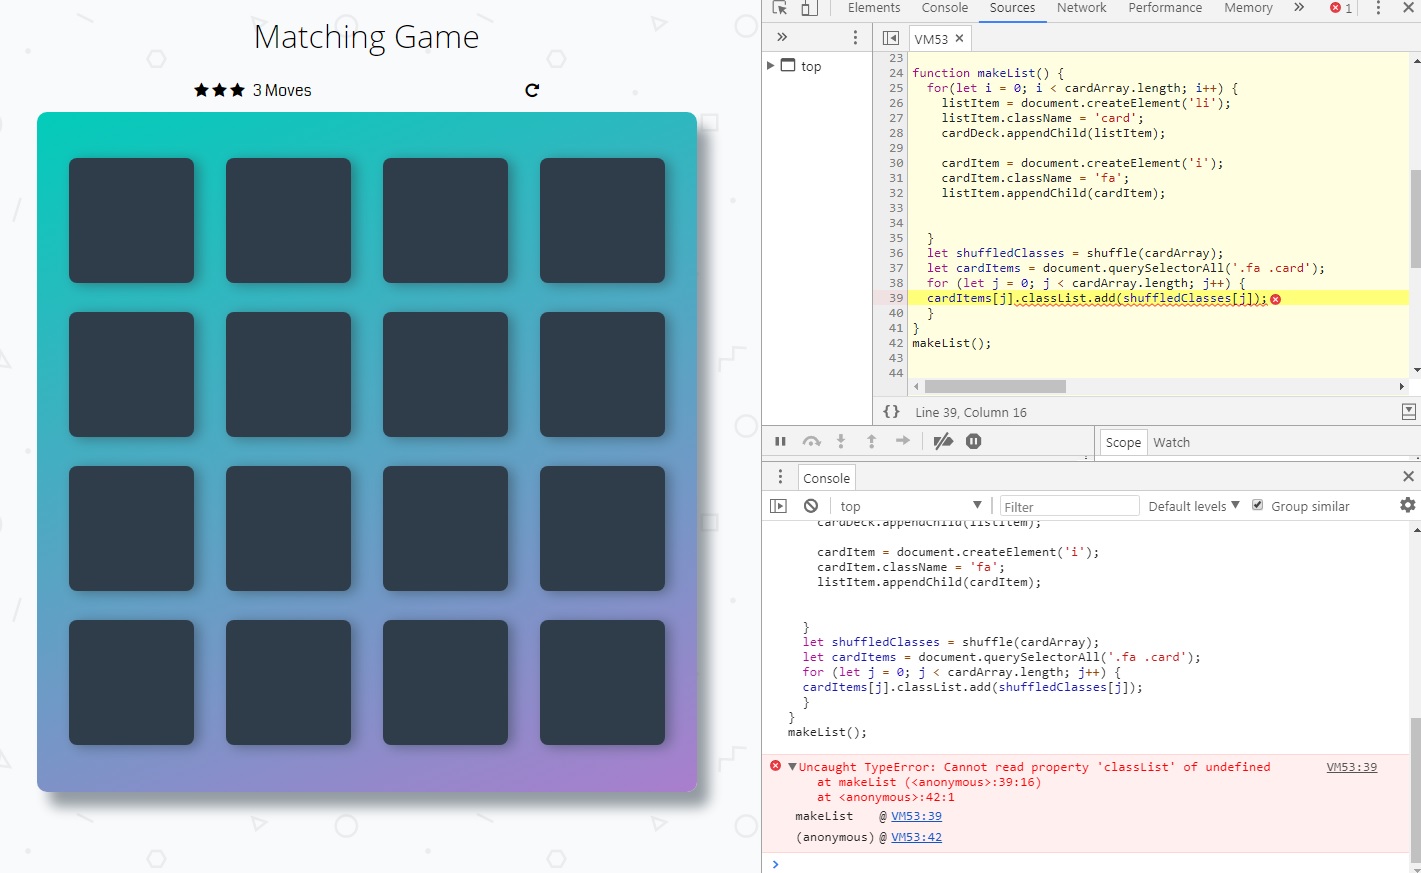 Matching Game
3 Moves
Elements Console Sources Network Performance Memory » 1
»
VM53 ×
top
23
24 function makeList() {
25 for(let i = 0; i < cardArray.length; i++) {
26 listItem = document.createElement('li');
27 listItem.className = 'card';
28 cardDeck.appendChild(listItem);
29
30 cardItem = document.createElement('i');
31 cardItem.className = 'fa';
32 listItem.appendChild(cardItem);
33
34
35 }
36 let shuffledClasses = shuffle(cardArray);
37 let cardItems = document.querySelectorAll('.fa .card');
38 for (let j = 0; j < cardArray.length; j++) {
39 cardItems[j].classList.add(shuffledClasses[j]);
40 }
41 }
42 makeList();
43
44
{} Line 39, Column 16
Scope Watch
Console
top Filter Default levels Group similar
cardDeck.appendChild(listItem);
cardItem = document.createElement('i');
cardItem.className = 'fa';
listItem.appendChild(cardItem);
}
let shuffledClasses = shuffle(cardArray);
let cardItems = document.querySelectorAll('.fa .card');
for (let j = 0; j < cardArray.length; j++) {
cardItems[j].classList.add(shuffledClasses[j]);
}
}
makeList();
Uncaught TypeError: Cannot read property 'classList' of undefined VM53:39
at makeList (<anonymous>:39:16)
at <anonymous>:42:1
makeList @ VM53:39
(anonymous) @ VM53:42
>